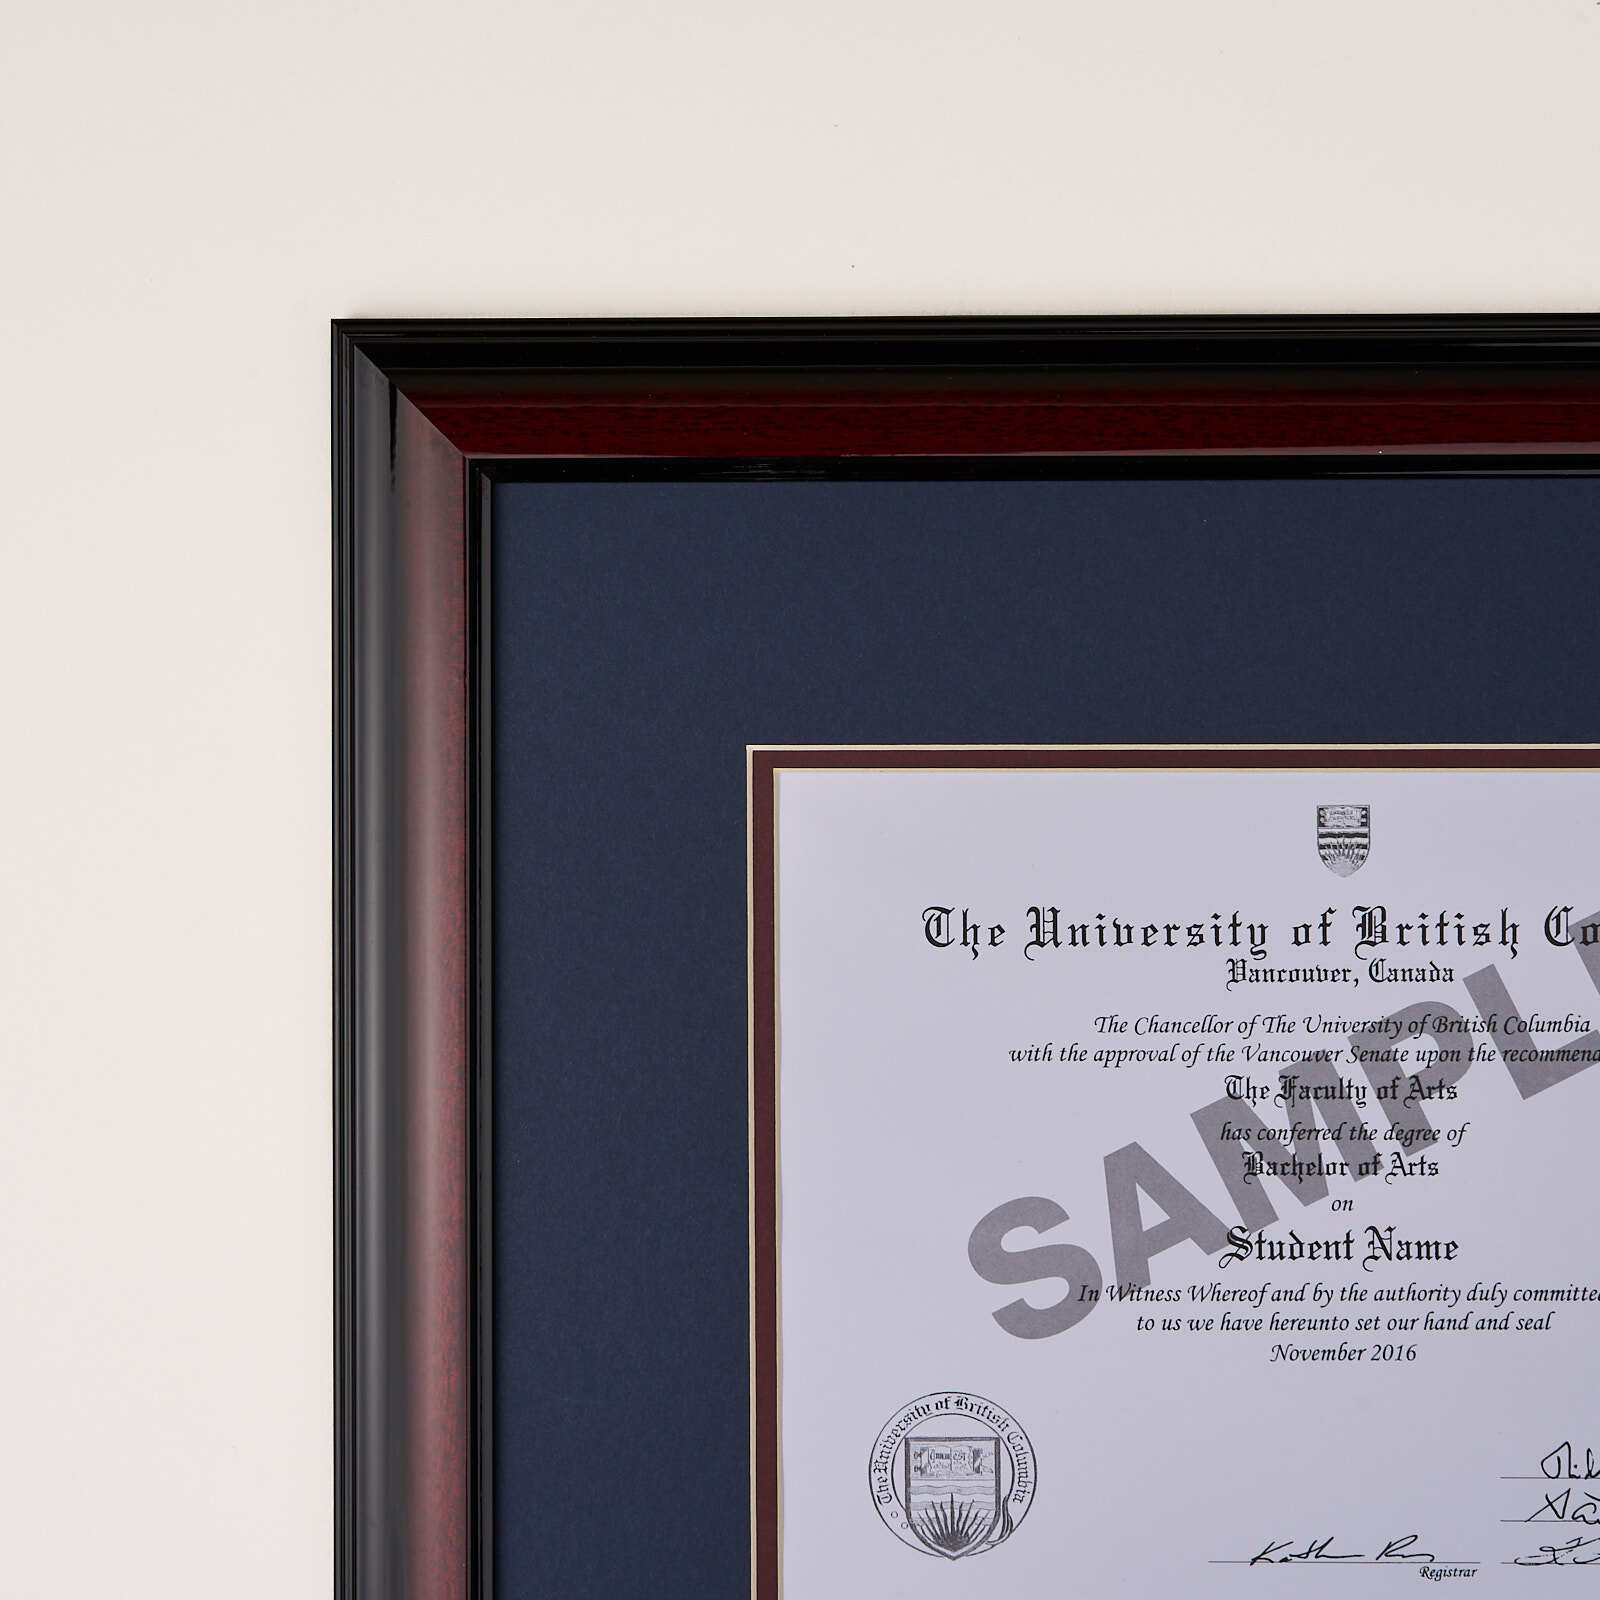 The University of British Co
Vancouver, Canada
The Chancellor of The University of British Columbia
with the approval of the Vancouver Senate upon the recommend
The Faculty of Arts
has conferred the degree of
Bachelor of Arts
on
Student Name
In Witness Whereof and by the authority duly committe
to us we have hereunto set our hand and seal
November 2016
SAMPL
The University of British Columbia
Registrar